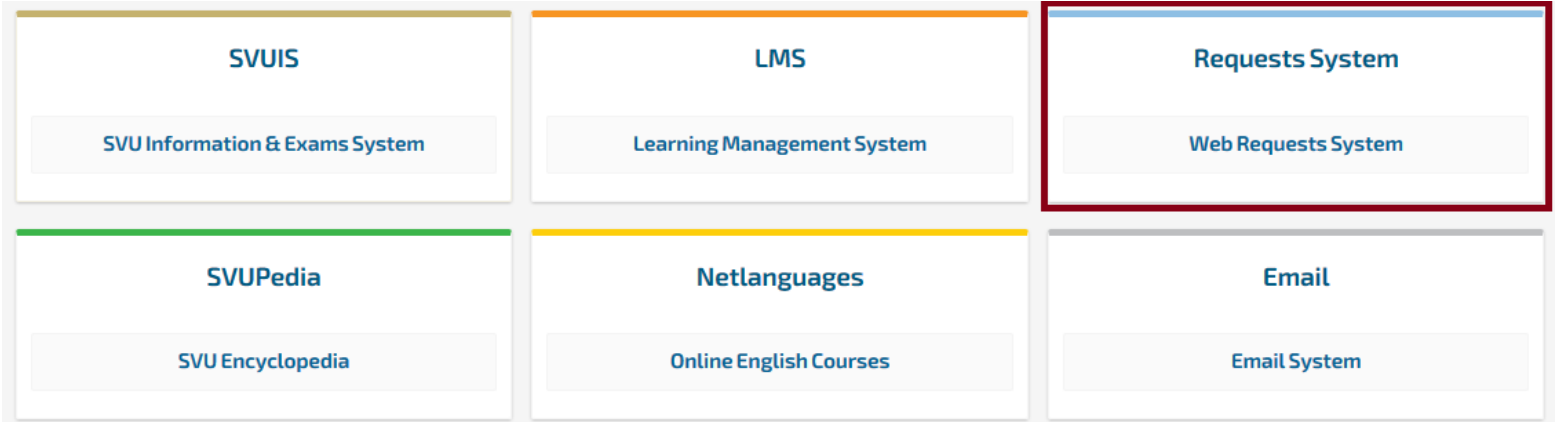 SVUIS
SVU Information & Exams System
LMS
Learning Management System
Requests System
Web Requests System
SVUPedia
SVU Encyclopedia
Netlanguages
Online English Courses
Email
Email System